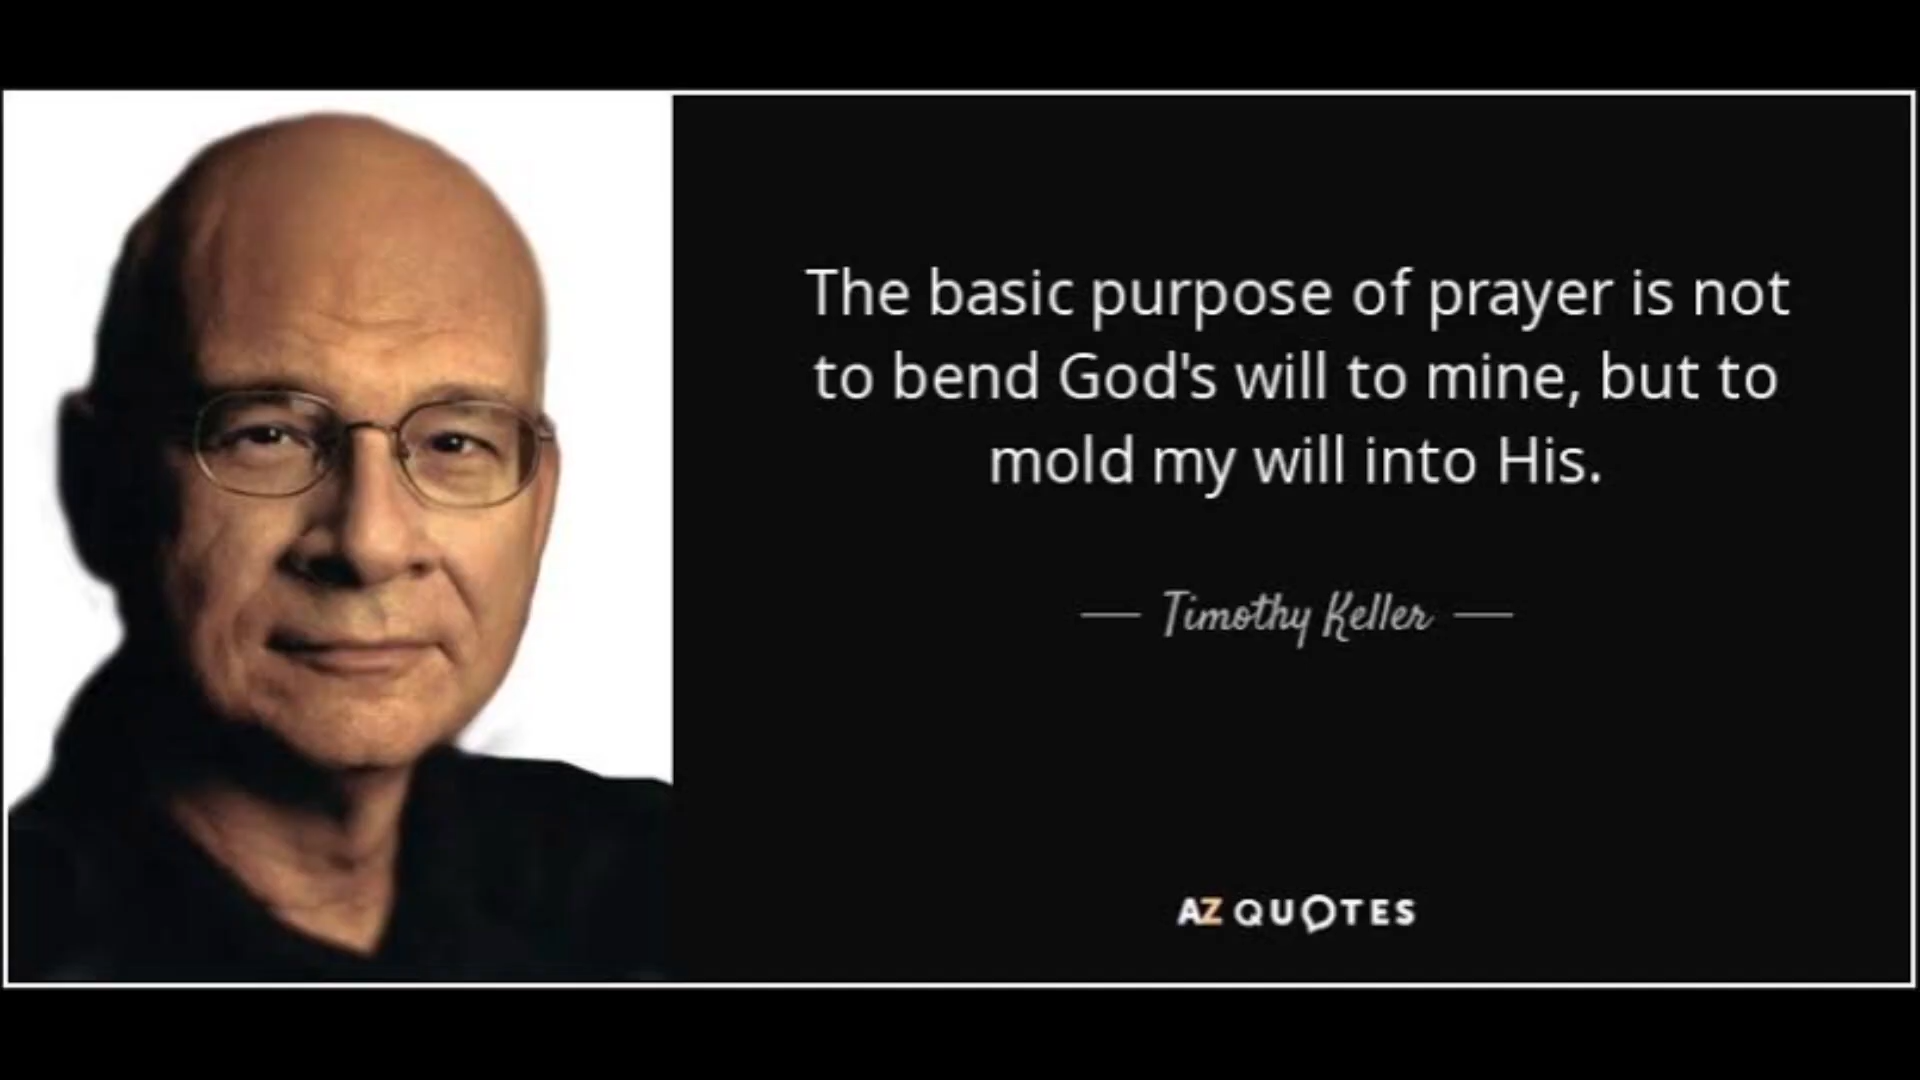 The basic purpose of prayer is not
to bend God's will to mine, but to
mold my will into His.
— Timothy Keller —
AZ QUOTES